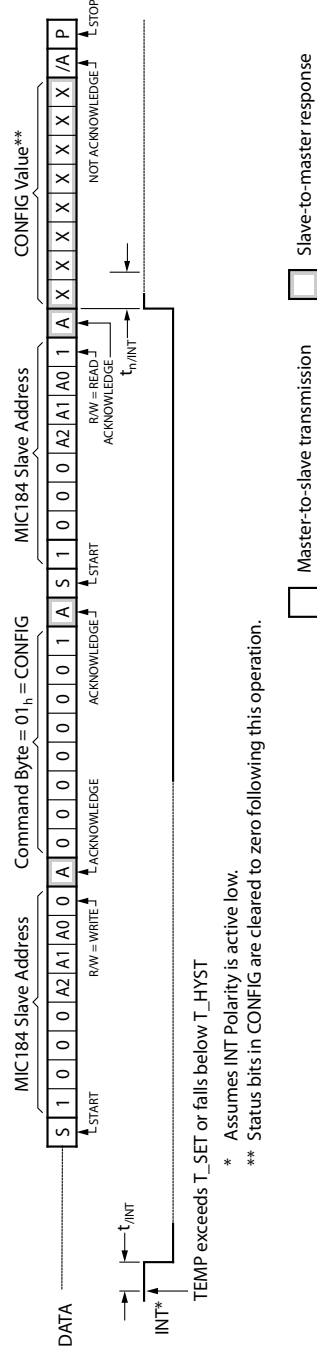 MIC184 Slave Address
Command Byte = 01h = CONFIG
MIC184 Slave Address
CONFIG Value**
DATA
S 1 0 0 0 A2 A1 A0 0 A 0 0 0 0 0 0 0 1 A S 1 0 0 0 A2 A1 A0 1 A X X X X X X X X /A P
START
R/W = WRITE
ACKNOWLEDGE
ACKNOWLEDGE
START
R/W = READ
ACKNOWLEDGE
NOT ACKNOWLEDGE
STOP
t/INT
tn/INT
INT*
TEMP exceeds T_SET or falls below T_HYST
* Assumes INT Polarity is active low.
** Status bits in CONFIG are cleared to zero following this operation.
Master-to-slave transmission
Slave-to-master response